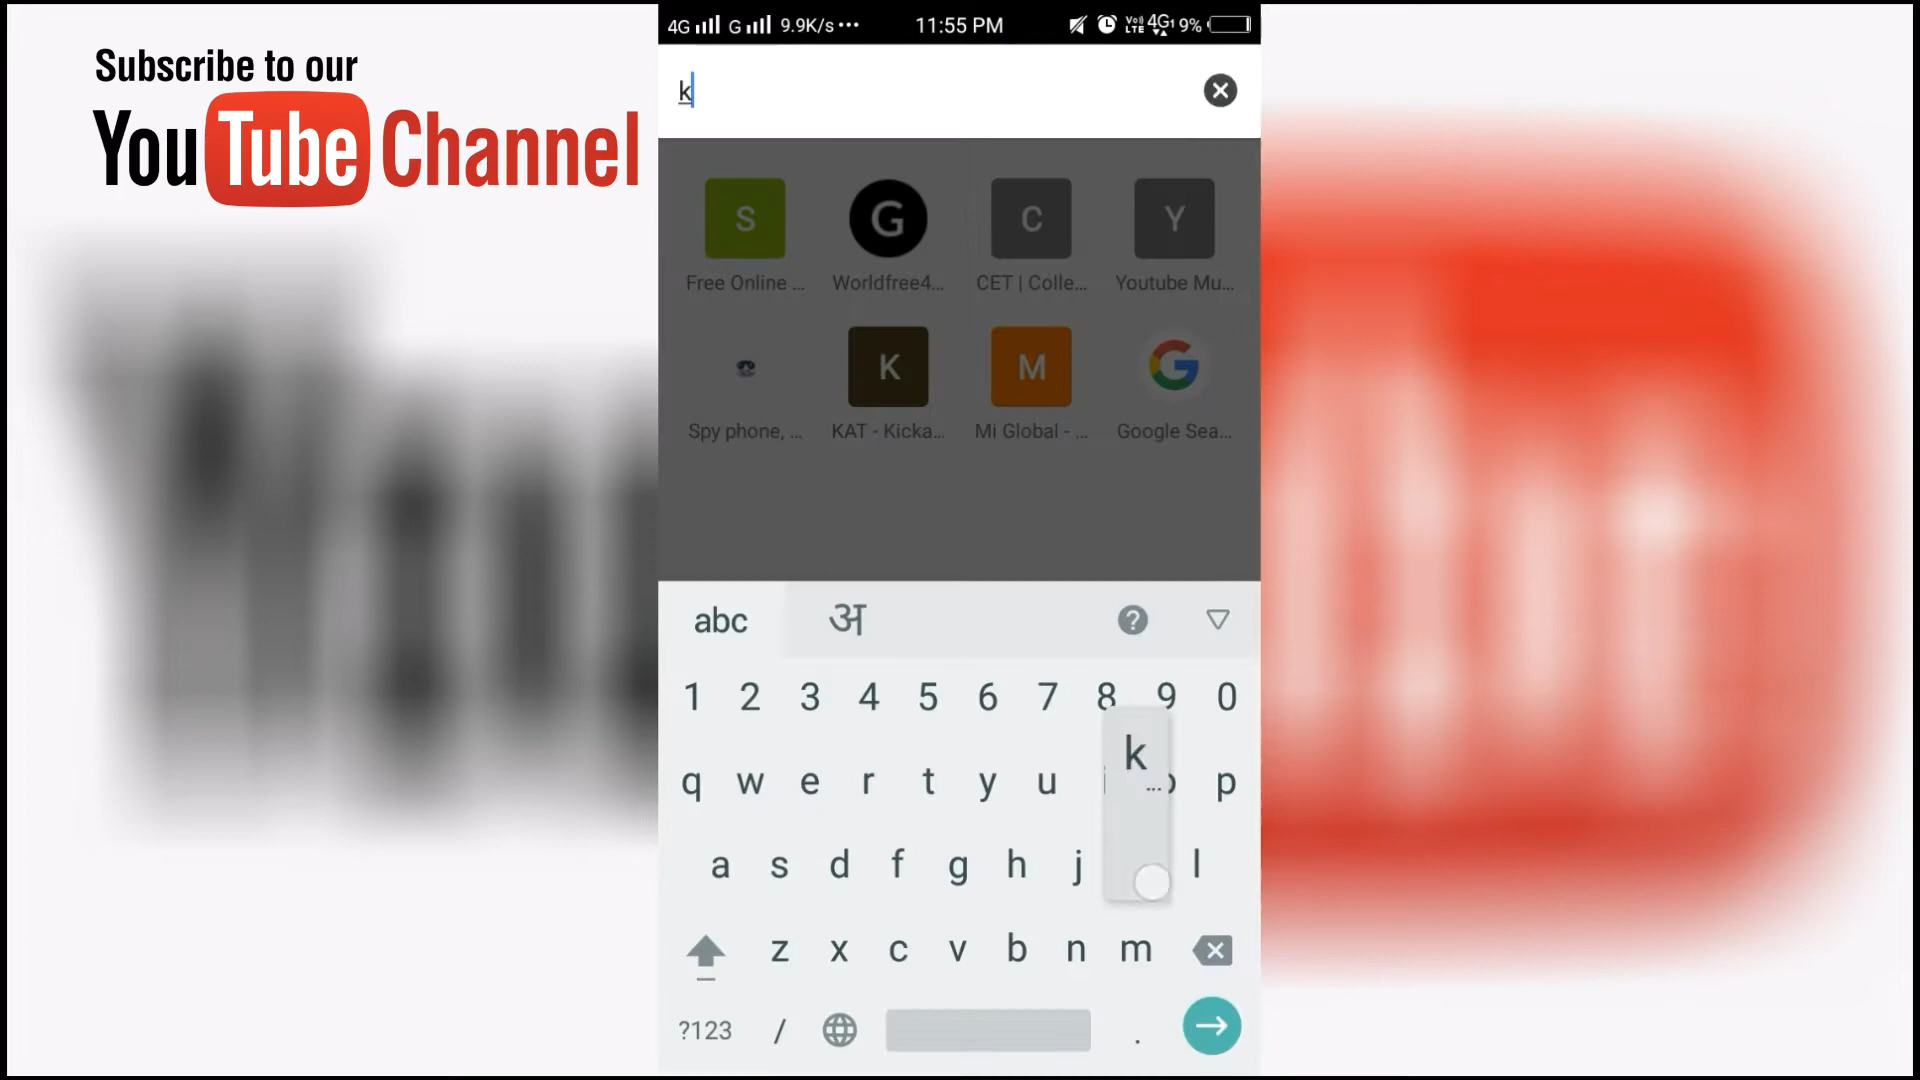 Subscribe to our
YouTube Channel
4G G 9.9K/s ... 11:55 PM VoLTE 4G 9%
k
S G C Y
Free Online ... Worldfree4... CET | Colle... Youtube Mu...
K M G
Spy phone, ... KAT - Kicka... Mi Global - ... Google Sea...
abc अ ?
1 2 3 4 5 6 7 8 9 0
k
...
q w e r t y u i o p
a s d f g h j l
z x c v b n m
?123 / .